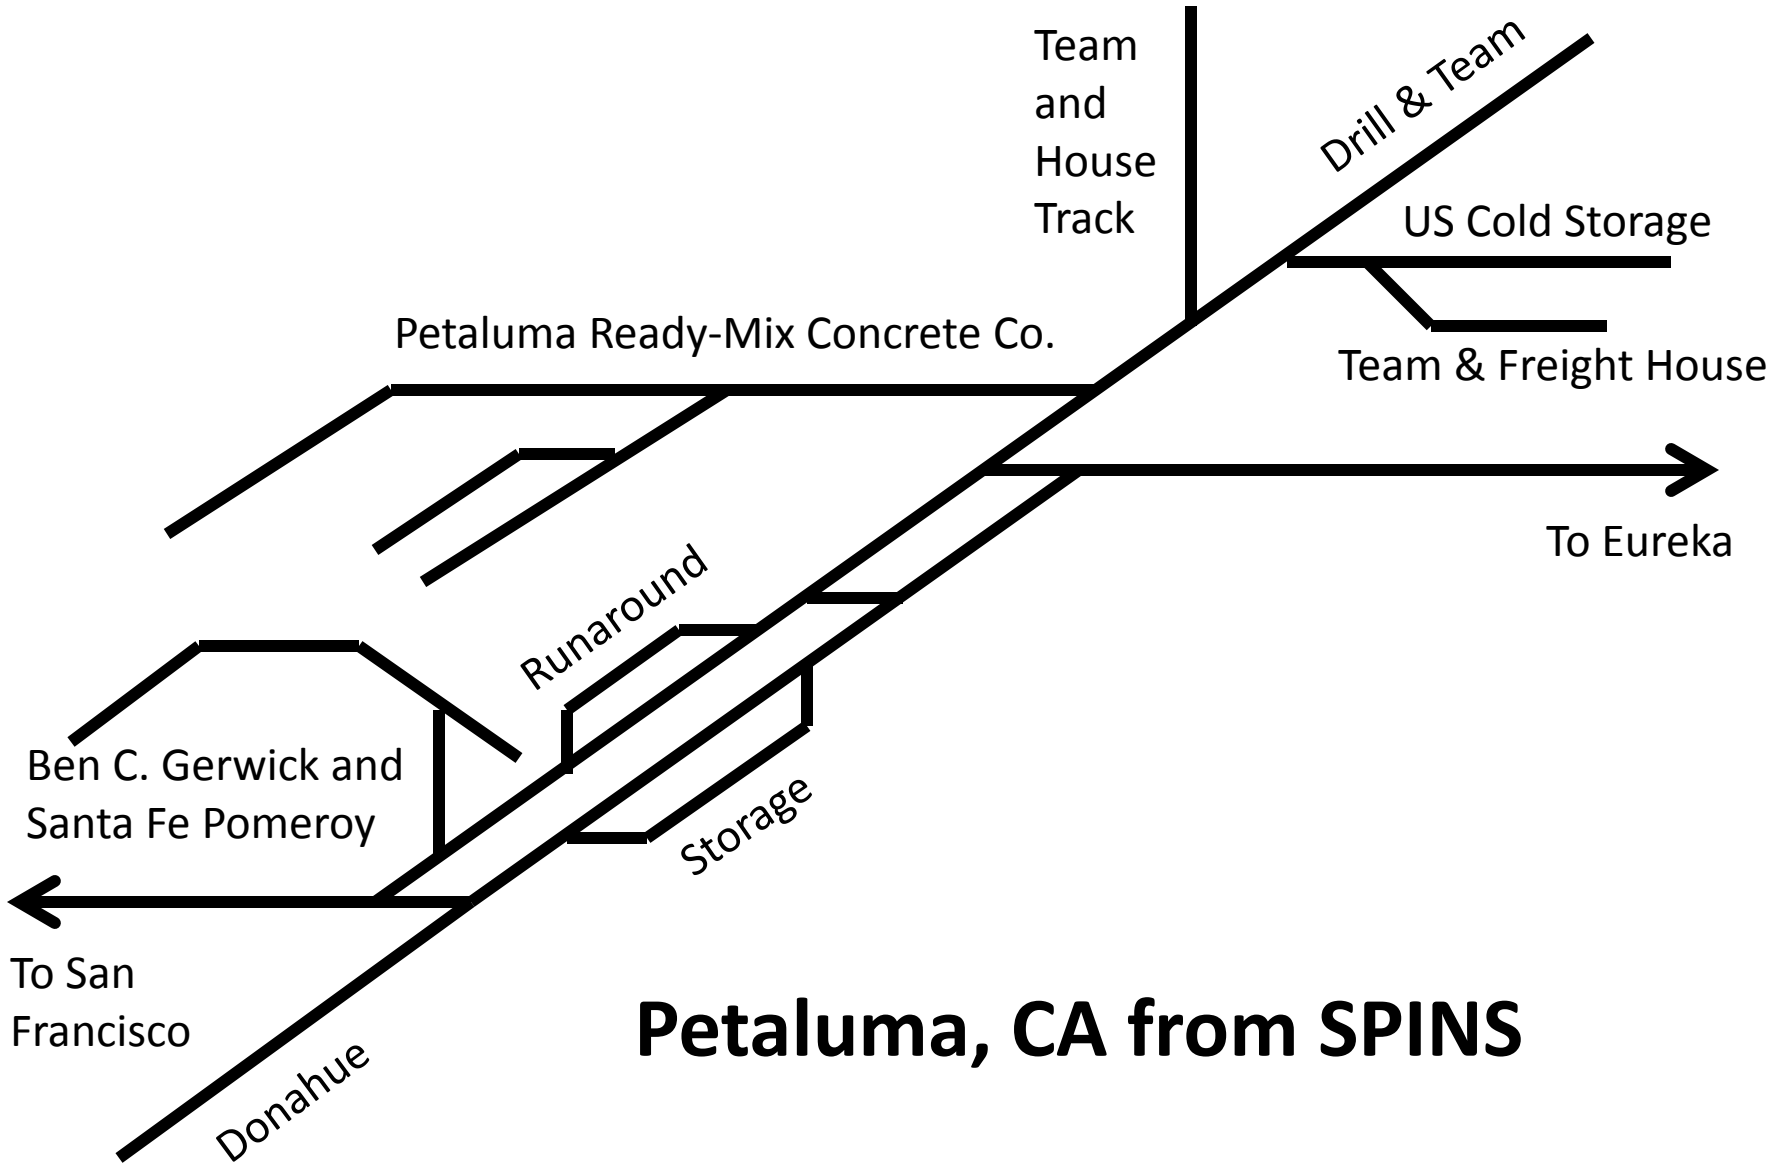 Team
and
House
Track
Drill & Team
US Cold Storage
Petaluma Ready-Mix Concrete Co.
Team & Freight House
To Eureka
Runaround
Ben C. Gerwick and
Santa Fe Pomeroy
Storage
To San
Francisco
Donahue
Petaluma, CA from SPINS